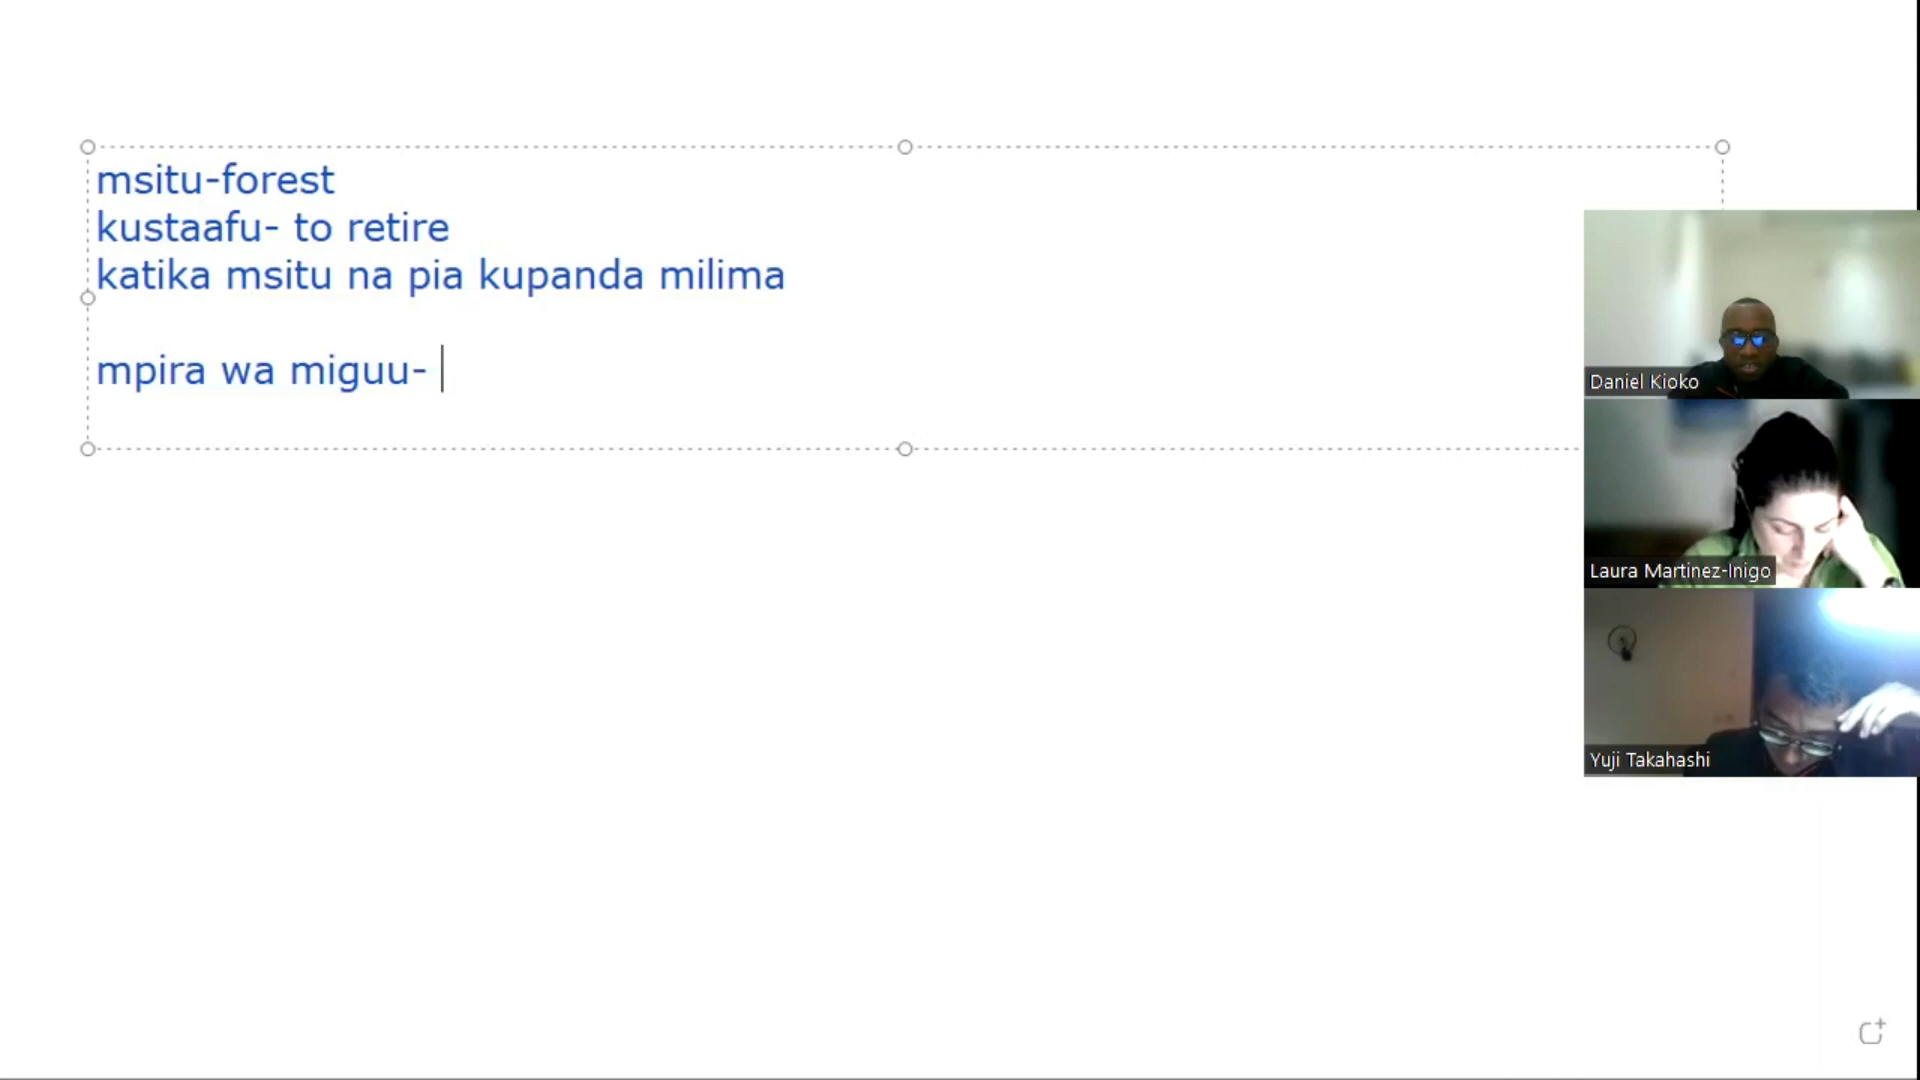 msitu-forest
kustaafu- to retire
katika msitu na pia kupanda milima
mpira wa miguu-
Daniel Kioko
Laura Martinez-Inigo
Yuji Takahashi